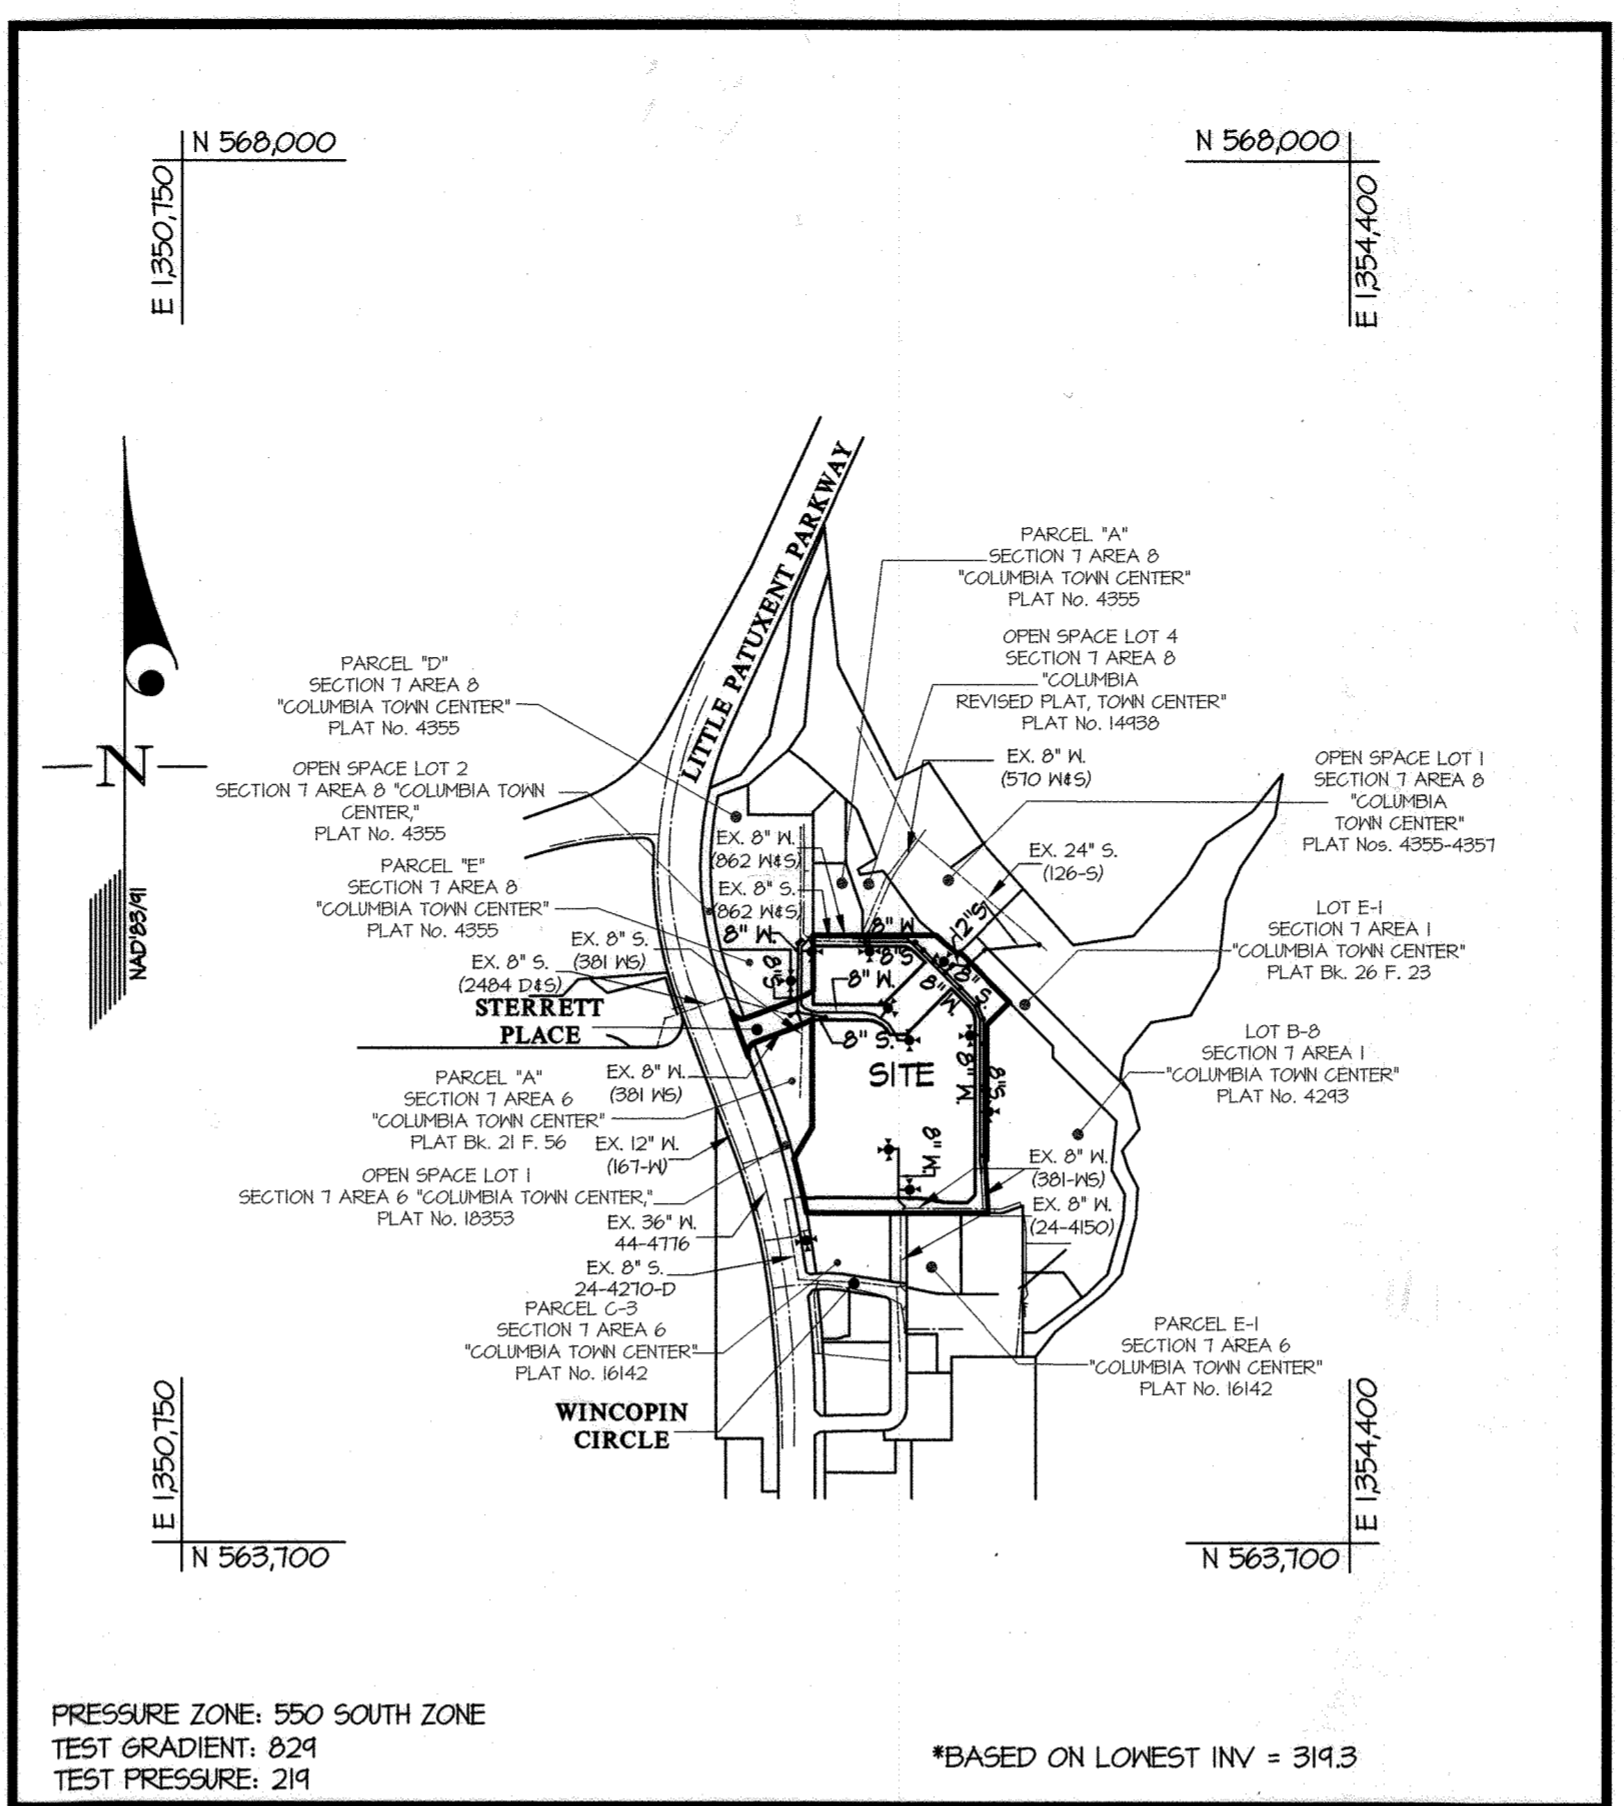 N 568,000
E 1,350,750
N 568,000
E 1,354,400
LITTLE PATUXENT PARKWAY
PARCEL "A"
SECTION 7 AREA 8
"COLUMBIA TOWN CENTER"
PLAT No. 4355
OPEN SPACE LOT 4
SECTION 7 AREA 8
"COLUMBIA
REVISED PLAT, TOWN CENTER"
PLAT No. 14938
EX. 8" W.
(570 W&S)
OPEN SPACE LOT 1
SECTION 7 AREA 8
"COLUMBIA
TOWN CENTER"
PLAT Nos. 4355-4357
EX. 24" S.
(126-S)
LOT E-1
SECTION 7 AREA 1
"COLUMBIA TOWN CENTER"
PLAT Bk. 26 F. 23
LOT B-8
SECTION 7 AREA 1
"COLUMBIA TOWN CENTER"
PLAT No. 4293
PARCEL "D"
SECTION 7 AREA 8
"COLUMBIA TOWN CENTER"
PLAT No. 4355
N
NAD'83/91
OPEN SPACE LOT 2
SECTION 7 AREA 8 "COLUMBIA TOWN
CENTER,"
PLAT No. 4355
PARCEL "E"
SECTION 7 AREA 8
"COLUMBIA TOWN CENTER"
PLAT No. 4355
EX. 8" W.
(862 W&S)
EX. 8" S.
(862 W&S)
8" W.
EX. 8" S.
(381 WS)
EX. 8" S.
(2484 D&S)
STERRETT
PLACE
8" W.
8"S
12"S
8"S
8" W.
8"W.
8"S.
8" S.
SITE
8" W.
8"S.
8" W.
EX. 8" W.
(381 WS)
PARCEL "A"
SECTION 7 AREA 6
"COLUMBIA TOWN CENTER"
PLAT Bk. 21 F. 56
EX. 12" W.
(167-W)
OPEN SPACE LOT 1
SECTION 7 AREA 6 "COLUMBIA TOWN CENTER,"
PLAT No. 18353
EX. 36" W.
44-4776
EX. 8" S.
24-4270-D
EX. 8" W.
(381-WS)
EX. 8" W.
(24-4150)
PARCEL C-3
SECTION 7 AREA 6
"COLUMBIA TOWN CENTER"
PLAT No. 16142
WINCOPIN
CIRCLE
PARCEL E-1
SECTION 7 AREA 6
"COLUMBIA TOWN CENTER"
PLAT No. 16142
E 1,350,750
N 563,700
E 1,354,400
N 563,700
PRESSURE ZONE: 550 SOUTH ZONE
TEST GRADIENT: 829
TEST PRESSURE: 219
*BASED ON LOWEST INV = 319.3